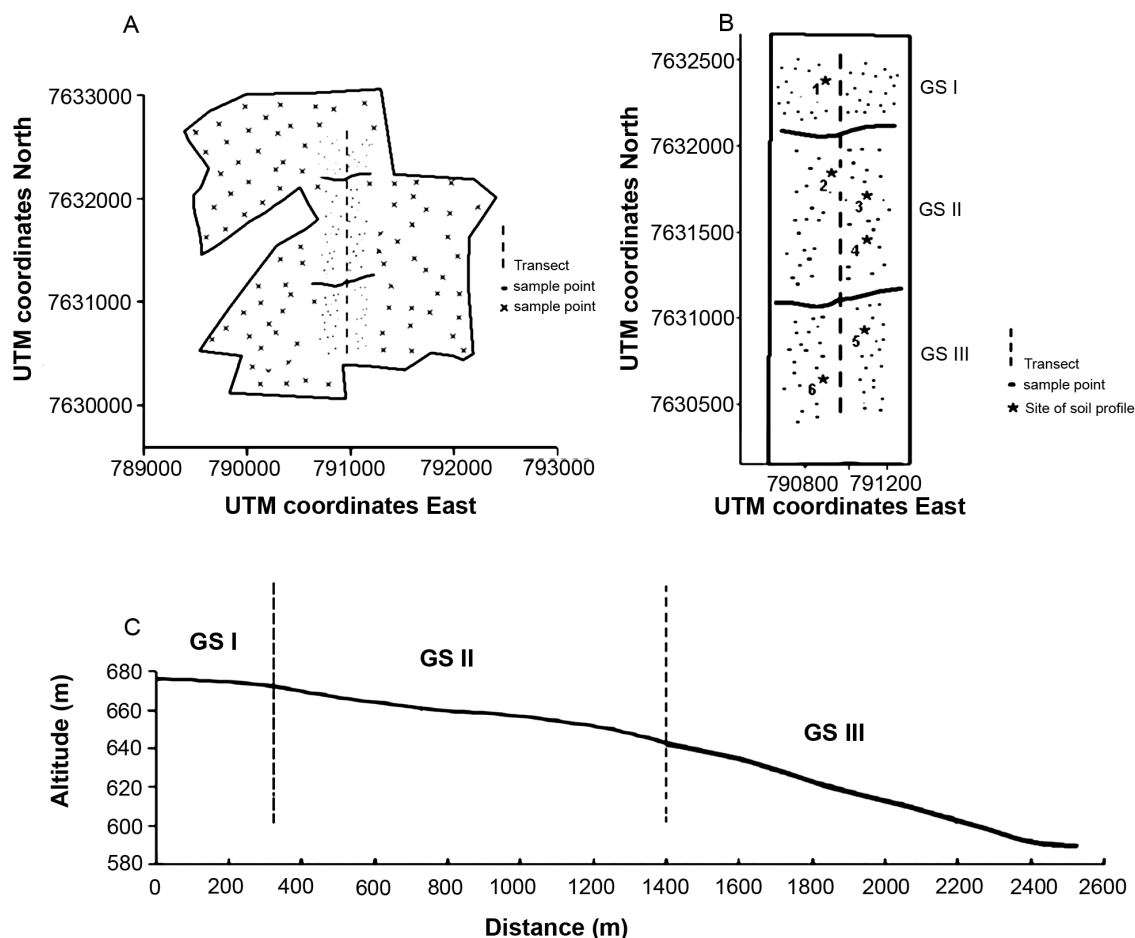 A
UTM coordinates North
7633000
7632000
7631000
7630000
789000 790000 791000 792000 793000
UTM coordinates East
Transect
sample point
sample point
B
UTM coordinates North
7632500
7632000
7631500
7631000
7630500
1
2
3
4
5
6
GS I
GS II
GS III
790800 791200
UTM coordinates East
Transect
sample point
Site of soil profile
C
GS I
GS II
GS III
Altitude (m)
680
660
640
620
600
580
0 200 400 600 800 1000 1200 1400 1600 1800 2000 2200 2400 2600
Distance (m)